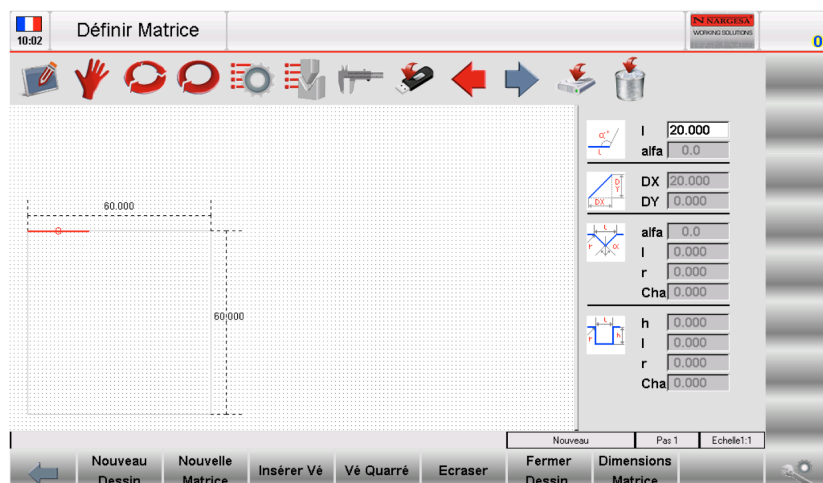 10:02
Définir Matrice
NARGESA
WORKING SOLUTIONS
0
α°
L
l 20.000
alfa 0.0
DX
DY
DX 20.000
DY 0.000
L
r
α
alfa 0.0
l 0.000
r 0.000
Cha 0.000
L
r
h
h 0.000
l 0.000
r 0.000
Cha 0.000
60.000
60.000
Nouveau
Pas 1
Echelle1:1
Nouveau Dessin
Nouvelle Matrice
Insérer Vé
Vé Quarré
Ecraser
Fermer Dessin
Dimensions Matrice